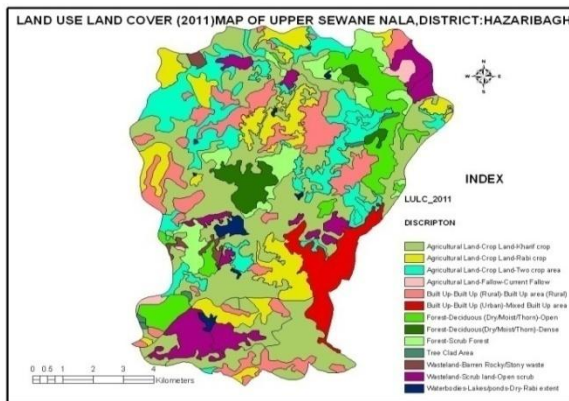 LAND USE LAND COVER (2011)MAP OF UPPER SEWANE NALA,DISTRICT:HAZARIBAGH
N
W
E
S
INDEX
LULC_2011
DISCRIPTON
Agricultural Land-Crop Land-Kharif crop
Agricultural Land-Crop Land-Rabi crop
Agricultural Land-Crop Land-Two crop area
Agricultural Land-Fallow-Current Fallow
Built Up-Built Up (Rural)-Built Up area (Rural)
Built Up-Built Up (Urban)-Mixed Built Up area
Forest-Deciduous (Dry/Moist/Thorn)-Open
Forest-Deciduous(Dry/Moist/Thorn)-Dense
Forest-Scrub Forest
Tree Clad Area
Wasteland-Barren Rocky/Stony waste
Wasteland-Scrub land-Open scrub
Waterbodies-Lakes/ponds-Dry-Rabi extent
0 0.5 1 2 3 4
Kilometers